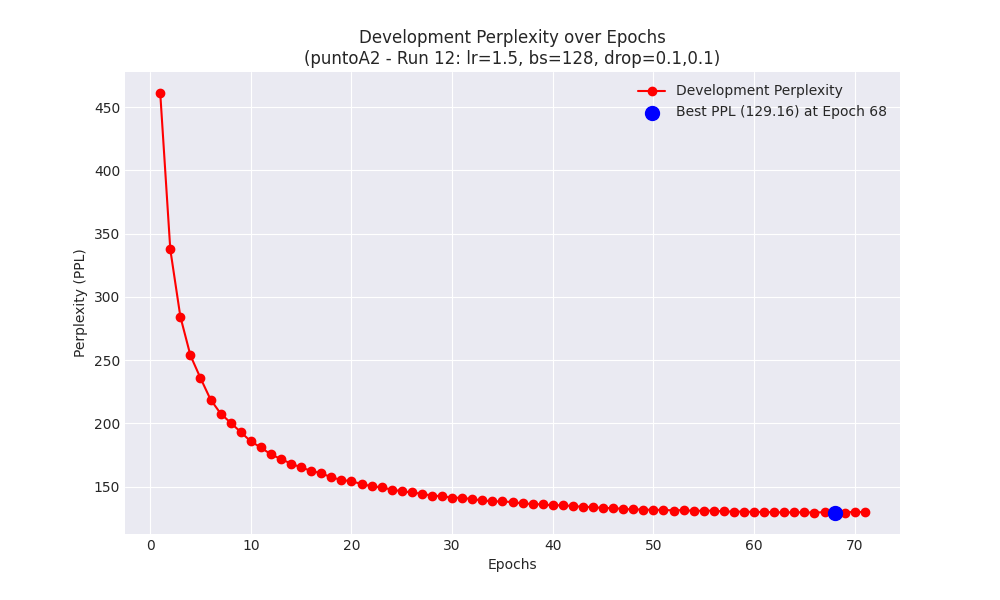 Development Perplexity over Epochs
(puntoA2 - Run 12: lr=1.5, bs=128, drop=0.1,0.1)
Development Perplexity
Best PPL (129.16) at Epoch 68
Perplexity (PPL)
450
400
350
300
250
200
150
0 10 20 30 40 50 60 70
Epochs